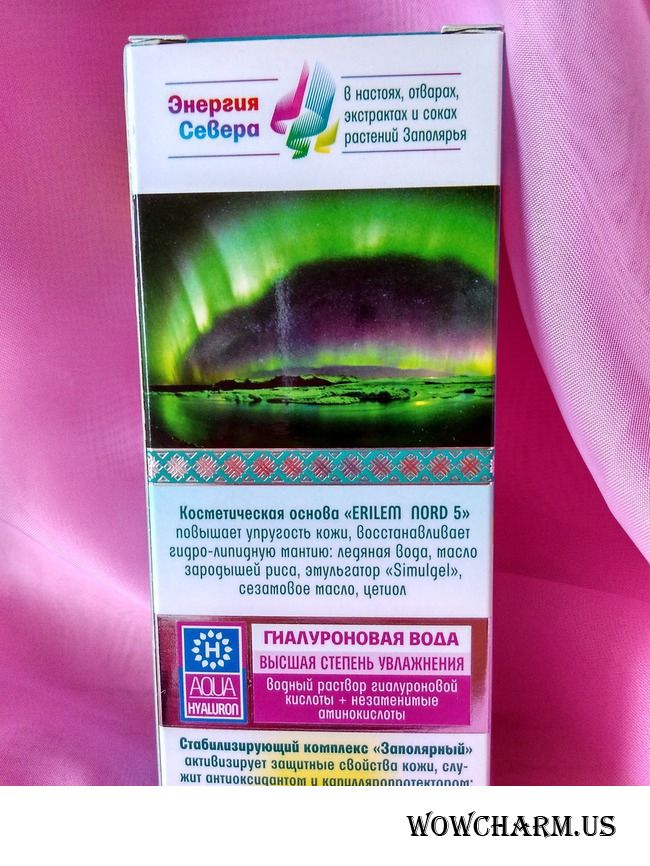 Энергия
Севера
в настоях, отварах,
экстрактах и соках
растений Заполярья
Косметическая основа «ERILEM NORD 5»
повышает упругость кожи, восстанавливает
гидро-липидную мантию: ледяная вода, масло
зародышей риса, эмульгатор «Simulgel»,
сезамовое масло, цетиол
H
AQUA
HYALURON
ГИАЛУРОНОВАЯ ВОДА
ВЫСШАЯ СТЕПЕНЬ УВЛАЖНЕНИЯ
водный раствор гиалуроновой
кислоты + незаменимые
аминокислоты
Стабилизирующий комплекс «Заполярный»
активизирует защитные свойства кожи, слу-
жит антиоксидантом и капилляропротектором:
WOWCHARM.US